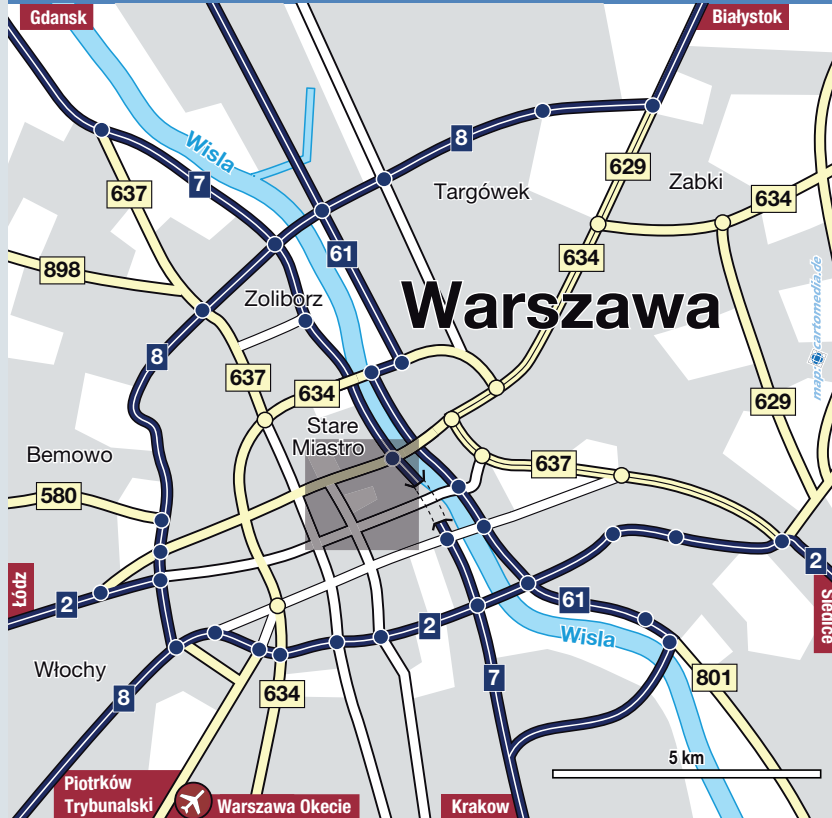 Gdansk
Białystok
Wisla
8
637
7
629
Zabki
Targówek
634
61
634
898
Zoliborz
Warszawa
map: cartomedia.de
8
637
634
629
Stare
Miastro
Bemowo
637
580
2
Łódz
2
61
Siedlce
2
Wisla
Włochy
7
801
8
634
5 km
Piotrków
Trybunalski
Warszawa Okecie
Krakow